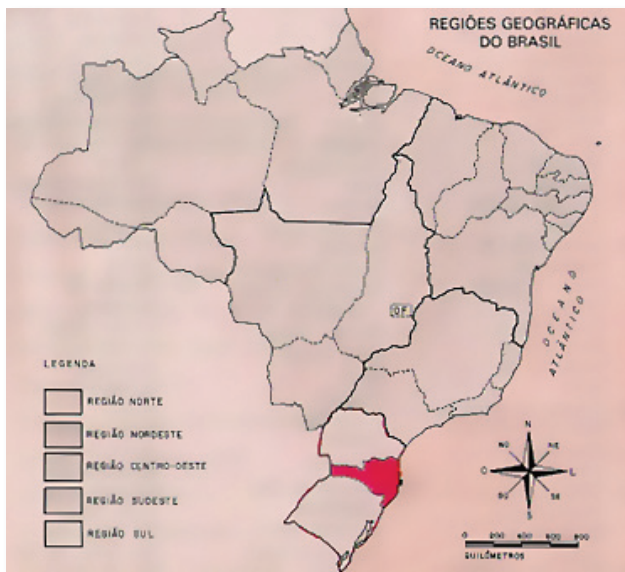 REGIÕES GEOGRÁFICAS
DO BRASIL
OCEANO ATLÂNTICO
OCEANO
ATLÂNTICO
DF
LEGENDA
REGIÃO NORTE
REGIÃO NORDESTE
REGIÃO CENTRO-OESTE
REGIÃO SUDESTE
REGIÃO SUL
N
NO
NE
O
L
SO
SE
S
0 200 400 600 800
QUILÔMETROS